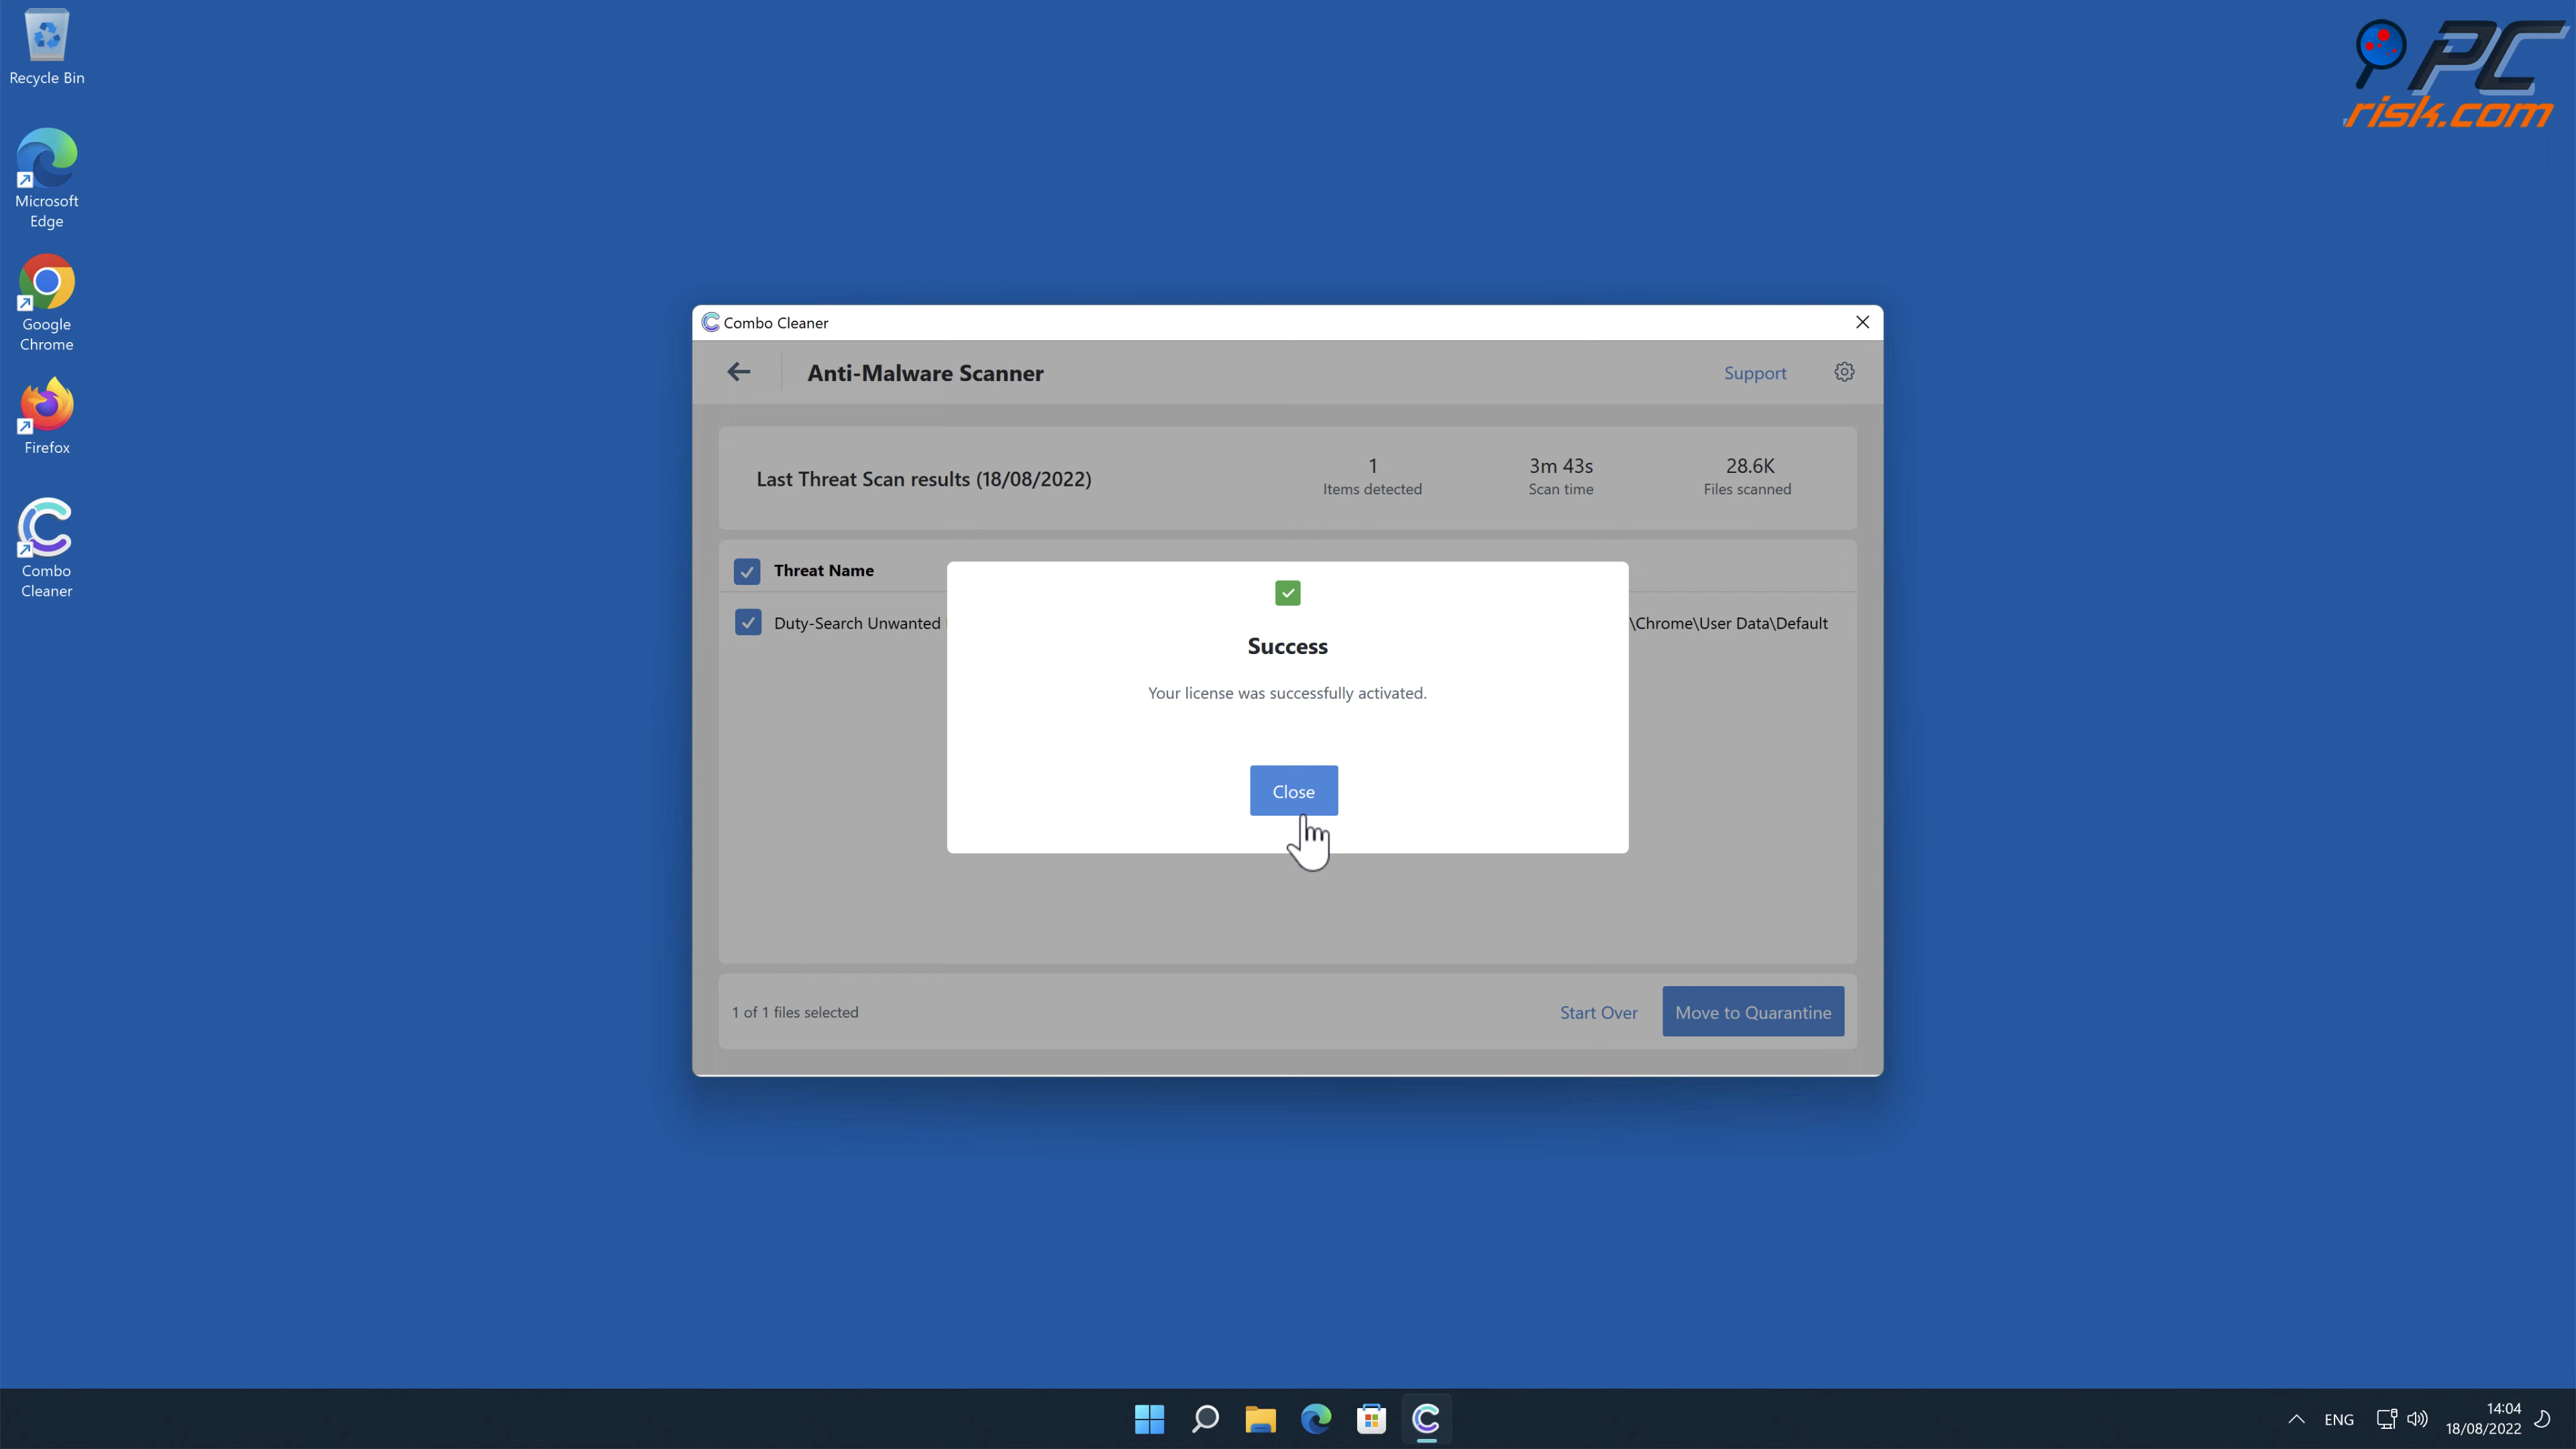 Recycle Bin
Microsoft
Edge
Google
Chrome
Firefox
Combo
Cleaner
PC
risk.com
Combo Cleaner
Anti-Malware Scanner
Support
Last Threat Scan results (18/08/2022)
1
Items detected
3m 43s
Scan time
28.6K
Files scanned
Threat Name
Duty-Search Unwanted
\Chrome\User Data\Default
Success
Your license was successfully activated.
Close
1 of 1 files selected
Start Over
Move to Quarantine
ENG
14:04
18/08/2022